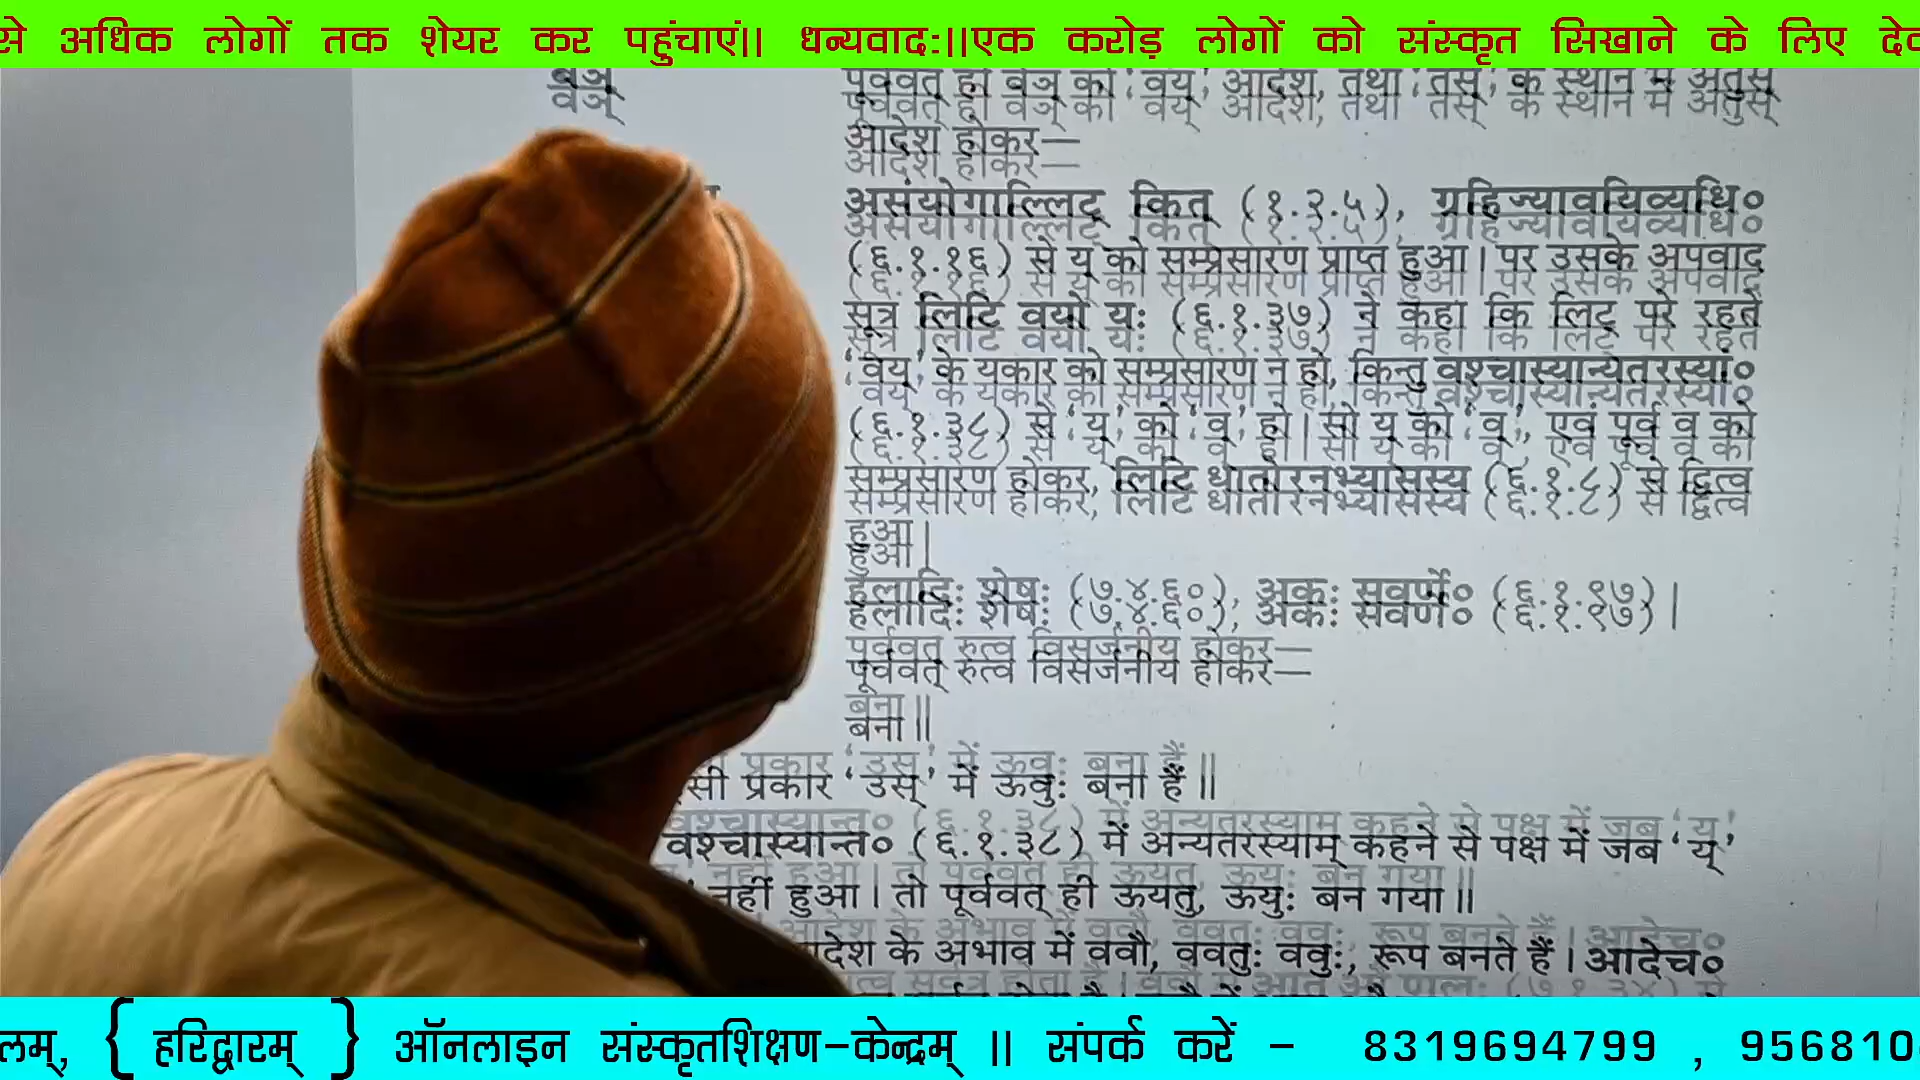 से अधिक लोगों तक शेयर कर पहुंचाएं|| धन्यवादः||एक करोड़ लोगों को संस्कृत सिखाने के लिए
वेञ् पूर्ववत् ही वेञ् को ‘वय्’ आदेश, तथा ‘तस्’ के स्थान में अतुस्
आदेश होकर—
असंयोगाल्लिट् कित् (१.२.५), ग्रहिज्यावयिव्यधि०
(६.१.१६) से य् को सम्प्रसारण प्राप्त हुआ। पर उसके अपवाद
सूत्र लिटि वयो यः (६.१.३७) ने कहा कि लिट् परे रहते
‘वय्’ के यकार को सम्प्रसारण न हो, किन्तु वश्चास्यान्यतरस्यां०
(६.१.३८) से ‘य्’ को ‘व्’ हो। सो य् को ‘व्’, एवं पूर्व व् को
सम्प्रसारण होकर, लिटि धातोरनभ्यासस्य (६.१.८) से द्वित्व
हुआ।
हलादिः शेषः (७.४.६०), अकः सवर्णे० (६.१.९७)।
पूर्ववत् रुत्व विसर्जनीय होकर—
बना॥
सी प्रकार ‘उस्’ में ऊवुः बना हैं॥
वश्चास्यान्त० (६.१.३८) में अन्यतरस्याम् कहने से पक्ष में जब ‘य्’
नहीं हुआ। तो पूर्ववत् ही ऊयतु, ऊयुः बन गया॥
के अभाव में ववौ, ववतुः ववुः, रूप बनते हैं। आदेच०
{ हरिद्वारम् } ऑनलाइन संस्कृतशिक्षण-केन्द्रम् || संपर्क करें - 8319694799 ,